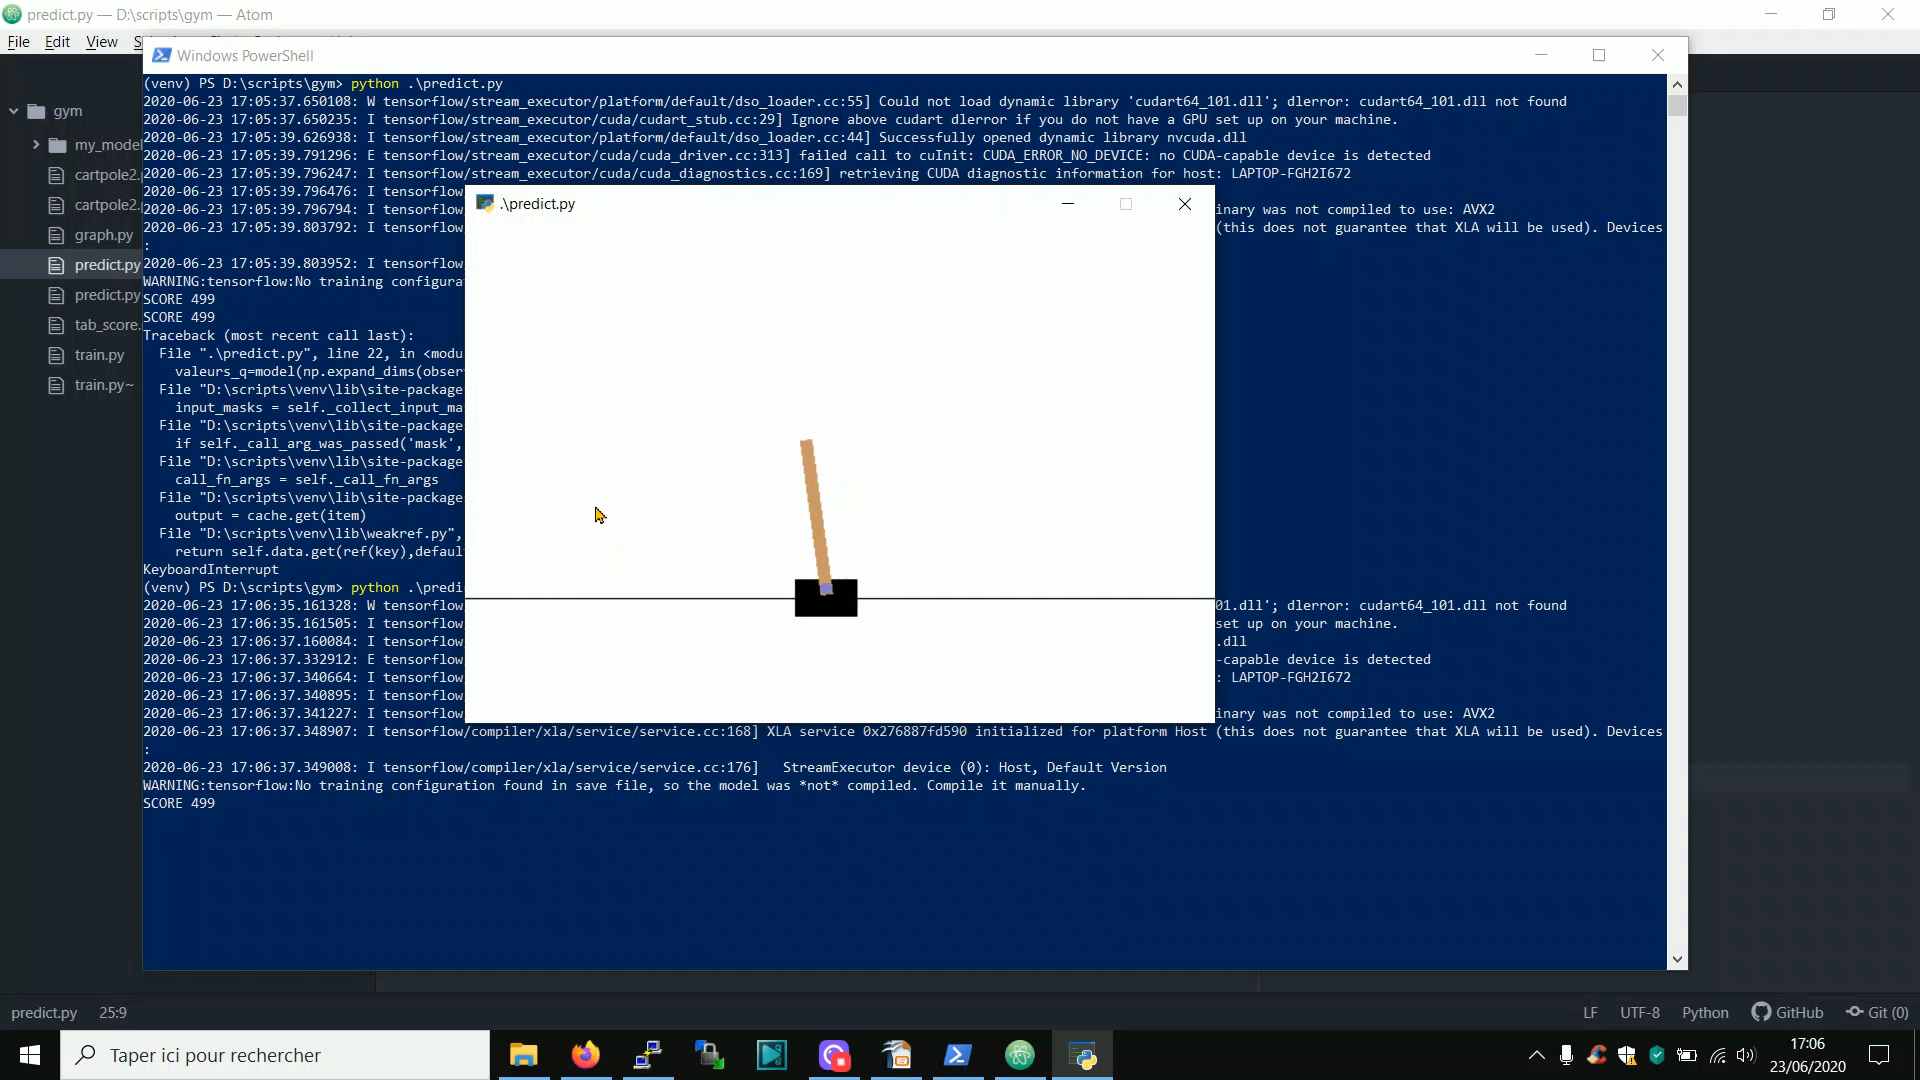 predict.py — D:\scripts\gym — Atom
File Edit View S
Windows PowerShell
(venv) PS D:\scripts\gym> python .\predict.py
2020-06-23 17:05:37.650108: W tensorflow/stream_executor/platform/default/dso_loader.cc:55] Could not load dynamic library 'cudart64_101.dll'; dlerror: cudart64_101.dll not found
2020-06-23 17:05:37.650235: I tensorflow/stream_executor/cuda/cudart_stub.cc:29] Ignore above cudart dlerror if you do not have a GPU set up on your machine.
2020-06-23 17:05:39.626938: I tensorflow/stream_executor/platform/default/dso_loader.cc:44] Successfully opened dynamic library nvcuda.dll
2020-06-23 17:05:39.791296: E tensorflow/stream_executor/cuda/cuda_driver.cc:313] failed call to cuInit: CUDA_ERROR_NO_DEVICE: no CUDA-capable device is detected
2020-06-23 17:05:39.796247: I tensorflow/stream_executor/cuda/cuda_diagnostics.cc:169] retrieving CUDA diagnostic information for host: LAPTOP-FGH2I672
2020-06-23 17:05:39.796476: I tensorflow
2020-06-23 17:05:39.796794: I tensorflow inary was not compiled to use: AVX2
2020-06-23 17:05:39.803792: I tensorflow (this does not guarantee that XLA will be used). Devices
:
2020-06-23 17:05:39.803952: I tensorflow
WARNING:tensorflow:No training configura
SCORE 499
SCORE 499
Traceback (most recent call last):
File ".\predict.py", line 22, in <modu
valeurs_q=model(np.expand_dims(obser
File "D:\scripts\venv\lib\site-package
input_masks = self._collect_input_ma
File "D:\scripts\venv\lib\site-package
if self._call_arg_was_passed('mask',
File "D:\scripts\venv\lib\site-package
call_fn_args = self._call_fn_args
File "D:\scripts\venv\lib\site-package
output = cache.get(item)
File "D:\scripts\venv\lib\weakref.py",
return self.data.get(ref(key),defaul
KeyboardInterrupt
(venv) PS D:\scripts\gym> python .\predi
2020-06-23 17:06:35.161328: W tensorflow 01.dll'; dlerror: cudart64_101.dll not found
2020-06-23 17:06:35.161505: I tensorflow set up on your machine.
2020-06-23 17:06:37.160084: I tensorflow .dll
2020-06-23 17:06:37.332912: E tensorflow -capable device is detected
2020-06-23 17:06:37.340664: I tensorflow : LAPTOP-FGH2I672
2020-06-23 17:06:37.340895: I tensorflow
2020-06-23 17:06:37.341227: I tensorflow inary was not compiled to use: AVX2
2020-06-23 17:06:37.348907: I tensorflow/compiler/xla/service/service.cc:168] XLA service 0x276887fd590 initialized for platform Host (this does not guarantee that XLA will be used). Devices
:
2020-06-23 17:06:37.349008: I tensorflow/compiler/xla/service/service.cc:176] StreamExecutor device (0): Host, Default Version
WARNING:tensorflow:No training configuration found in save file, so the model was *not* compiled. Compile it manually.
SCORE 499
.\predict.py
gym
my_model
cartpole2.
cartpole2.
graph.py
predict.py
predict.py
tab_score.
train.py
train.py~
predict.py 25:9
LF UTF-8 Python GitHub Git (0)
Taper ici pour rechercher
17:06
23/06/2020